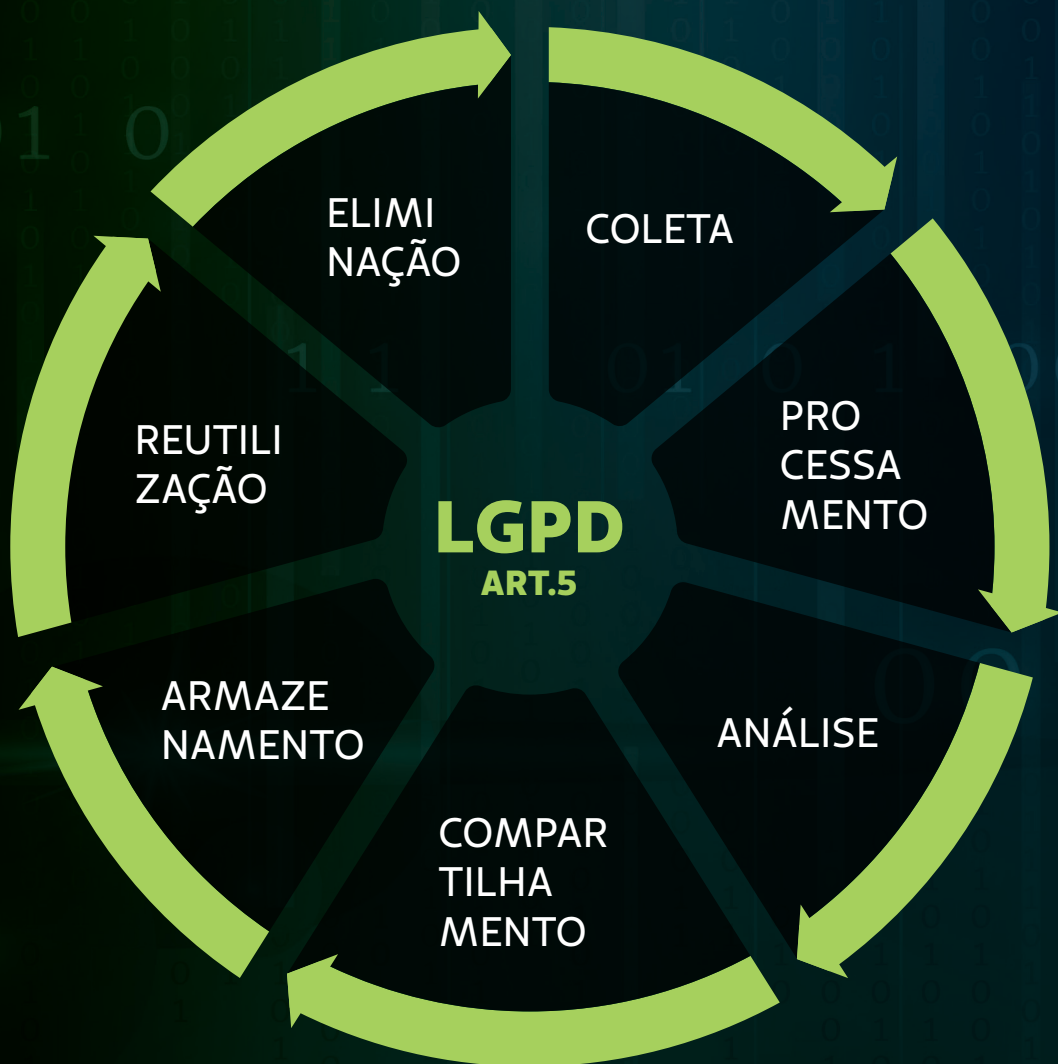 COLETA
PRO
CESSA
MENTO
ANÁLISE
COMPAR
TILHA
MENTO
ARMAZE
NAMENTO
REUTILI
ZAÇÃO
ELIMI
NAÇÃO
LGPD
ART.5